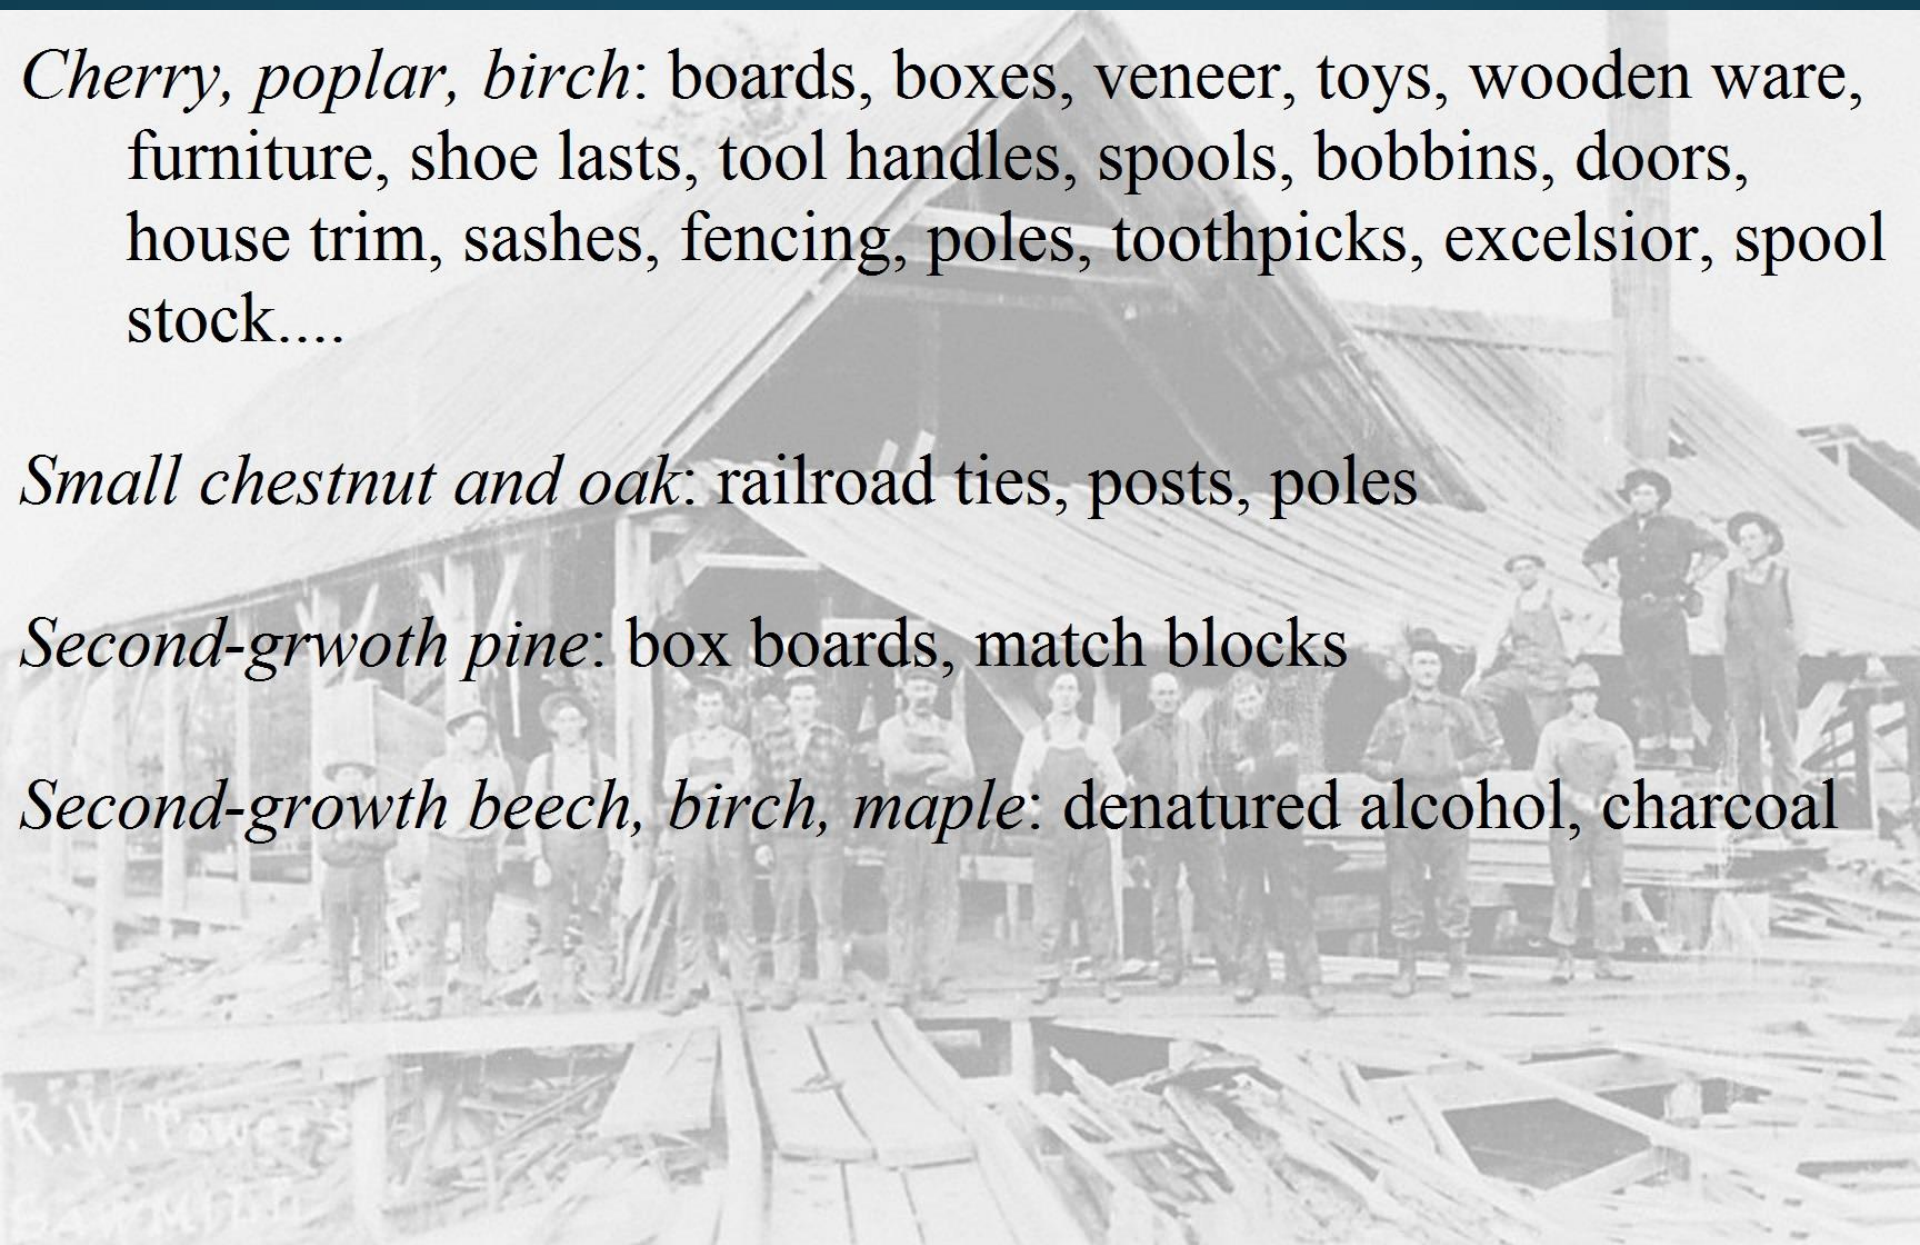 Cherry, poplar, birch: boards, boxes, veneer, toys, wooden ware,
furniture, shoe lasts, tool handles, spools, bobbins, doors,
house trim, sashes, fencing, poles, toothpicks, excelsior, spool
stock....
Small chestnut and oak: railroad ties, posts, poles
Second-grwoth pine: box boards, match blocks
Second-growth beech, birch, maple: denatured alcohol, charcoal
R.W. Tower's
SAWMILL